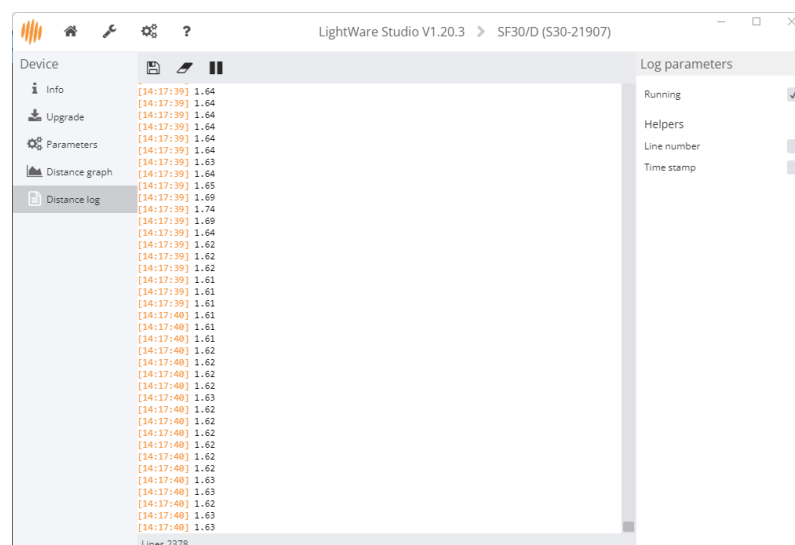 LightWare Studio V1.20.3 > SF30/D (S30-21907)
Device
Info
Upgrade
Parameters
Distance graph
Distance log
[14:17:39] 1.64
[14:17:39] 1.64
[14:17:39] 1.64
[14:17:39] 1.64
[14:17:39] 1.64
[14:17:39] 1.64
[14:17:39] 1.63
[14:17:39] 1.64
[14:17:39] 1.65
[14:17:39] 1.69
[14:17:39] 1.74
[14:17:39] 1.69
[14:17:39] 1.64
[14:17:39] 1.62
[14:17:39] 1.62
[14:17:39] 1.62
[14:17:39] 1.61
[14:17:39] 1.61
[14:17:39] 1.61
[14:17:40] 1.61
[14:17:40] 1.61
[14:17:40] 1.61
[14:17:40] 1.62
[14:17:40] 1.62
[14:17:40] 1.62
[14:17:40] 1.62
[14:17:40] 1.63
[14:17:40] 1.62
[14:17:40] 1.62
[14:17:40] 1.62
[14:17:40] 1.62
[14:17:40] 1.62
[14:17:40] 1.62
[14:17:40] 1.63
[14:17:40] 1.63
[14:17:40] 1.62
[14:17:40] 1.63
[14:17:40] 1.63
Lines 2378
Log parameters
Running
Helpers
Line number
Time stamp